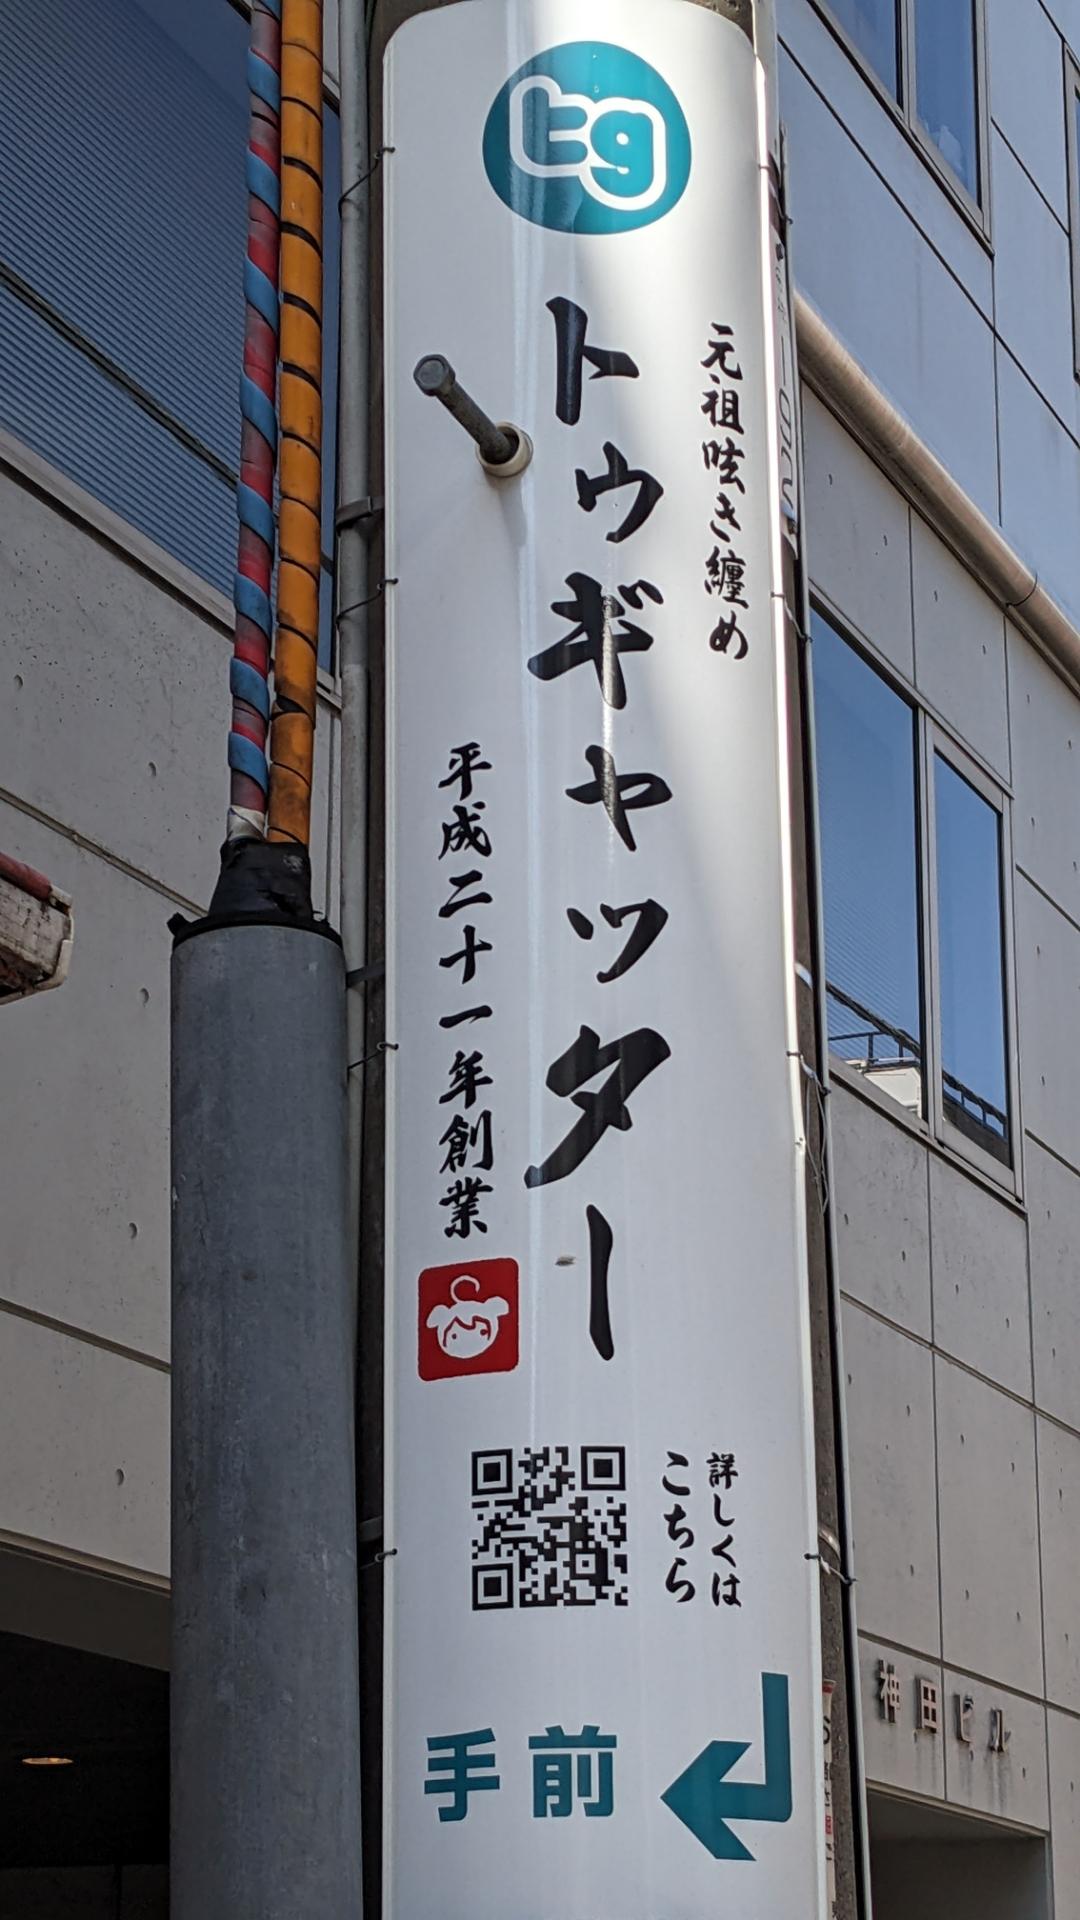 tg
元祖呟き纏め
トゥギャッター
平成二十一年創業
詳しくは
こちら
手前
神田ビル